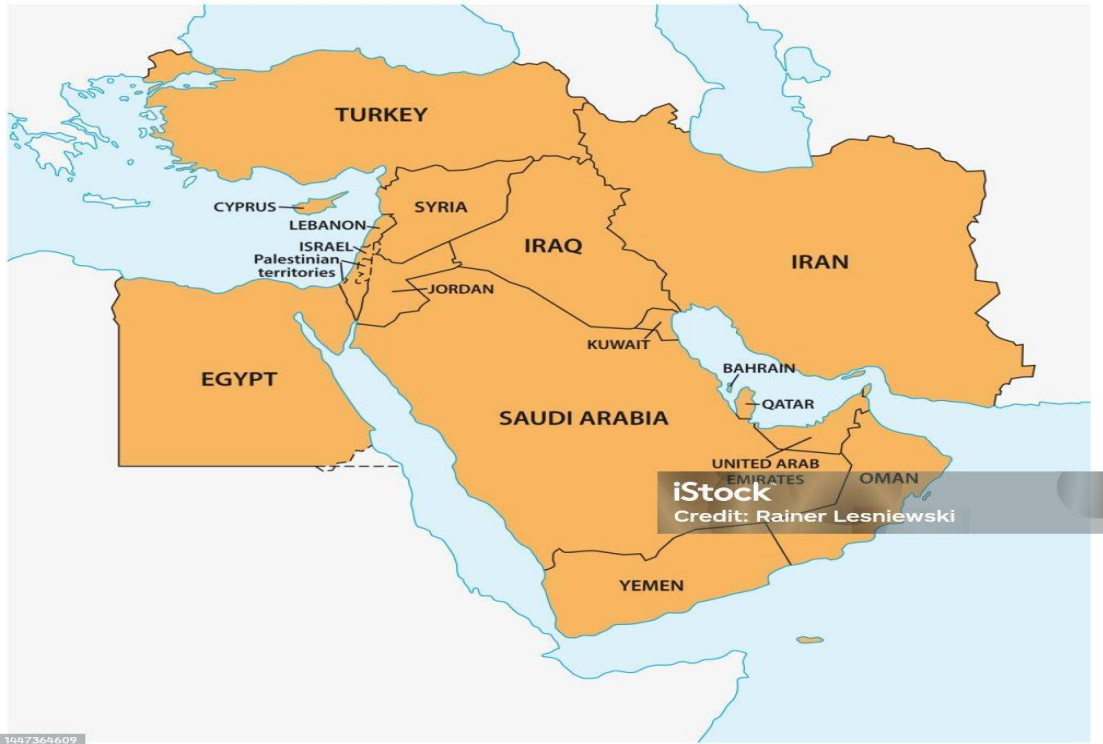 TURKEY
CYPRUS
SYRIA
LEBANON
ISRAEL
IRAQ
Palestinian
territories
IRAN
JORDAN
KUWAIT
BAHRAIN
EGYPT
QATAR
SAUDI ARABIA
UNITED ARAB
EMIRATES
OMAN
iStock
Credit: Rainer Lesniewski
YEMEN
1447364609